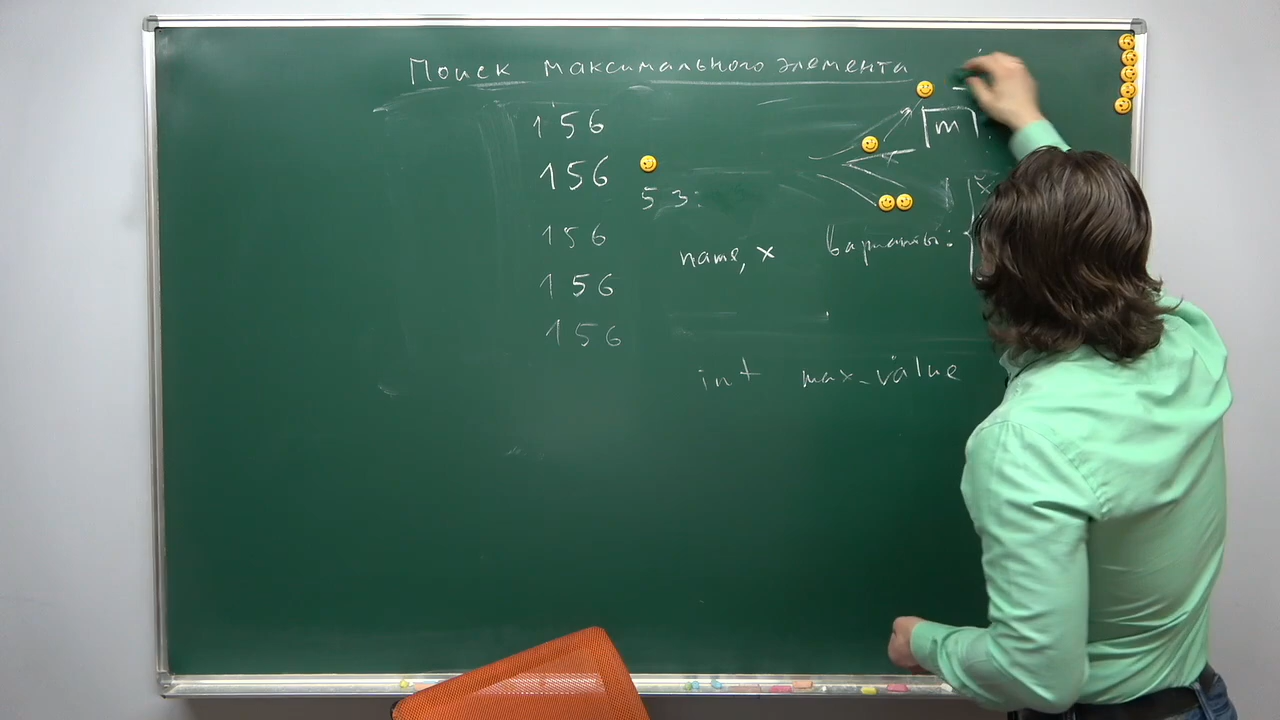 Поиск максимального элемента
156
m
156
53:
x
156
name, x варианты: {
156
156
int max_value